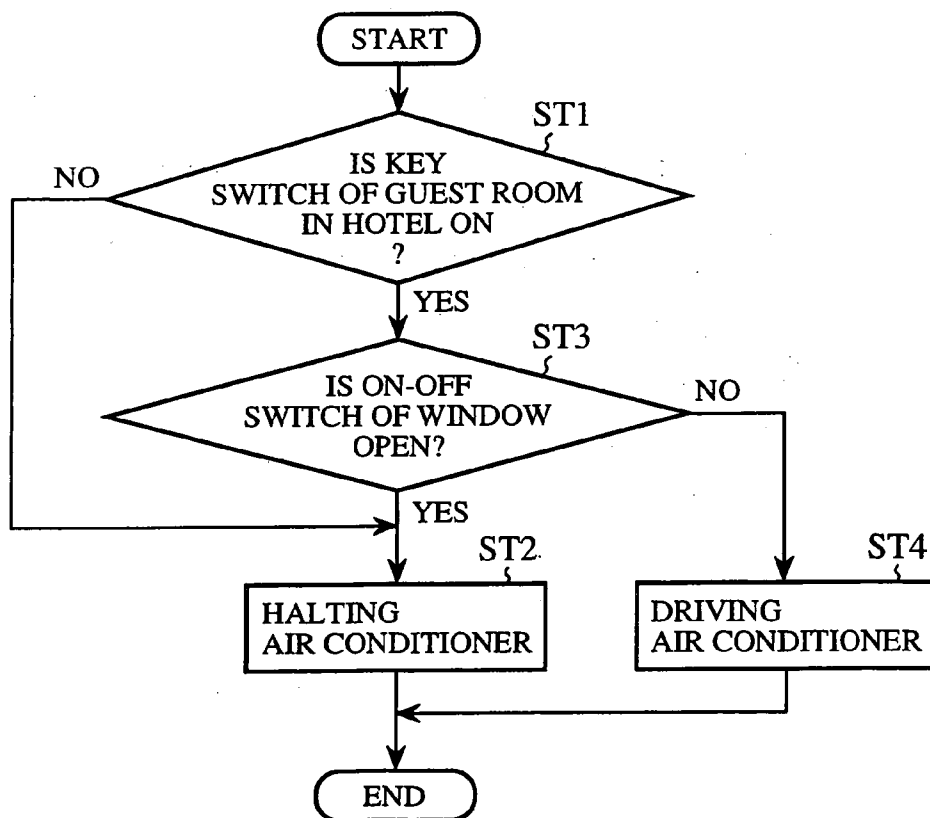 START
ST1
IS KEY
SWITCH OF GUEST ROOM
IN HOTEL ON
?
NO
YES
ST3
IS ON-OFF
SWITCH OF WINDOW
OPEN?
NO
YES
ST2
HALTING
AIR CONDITIONER
ST4
DRIVING
AIR CONDITIONER
END